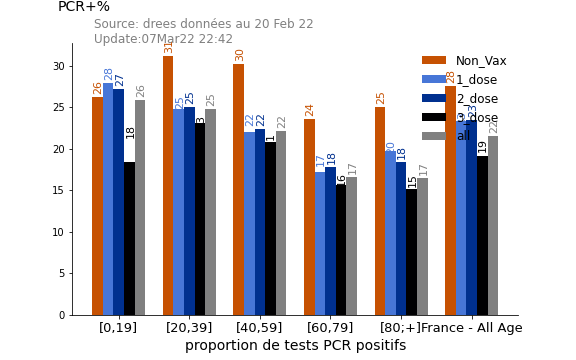 PCR+%
Source: drees données au 20 Feb 22
Update:07Mar22 22:42
Non_Vax
1_dose
2_dose
3_dose
all
30
25
20
15
10
5
0
26 28 27 18 26
31 25 25 25
30 22 22 22
24 17 18 16 17
25 20 18 15 17
28 23 19
[0,19] [20,39] [40,59] [60,79] [80;+] France - All Age
proportion de tests PCR positifs